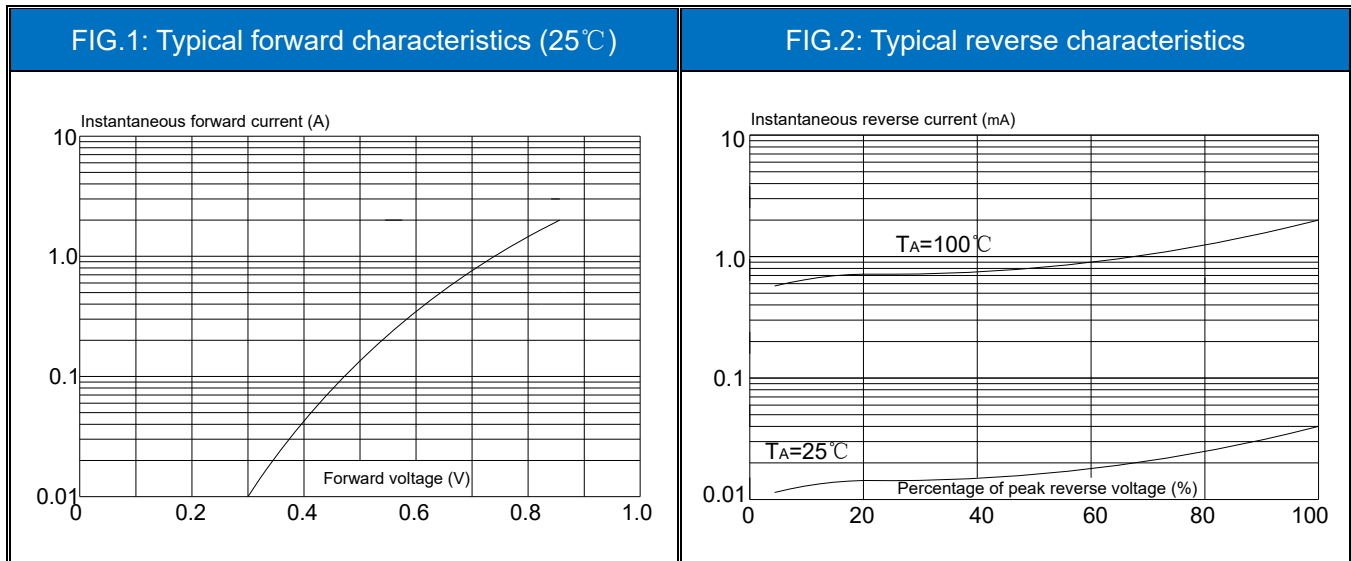 FIG.1: Typical forward characteristics (25℃)
FIG.2: Typical reverse characteristics
Instantaneous forward current (A)
10
1.0
0.1
0.01
Forward voltage (V)
0
0.2
0.4
0.6
0.8
1.0
Instantaneous reverse current (mA)
10
1.0
0.1
0.01
TA=100℃
TA=25℃
Percentage of peak reverse voltage (%)
0
20
40
60
80
100